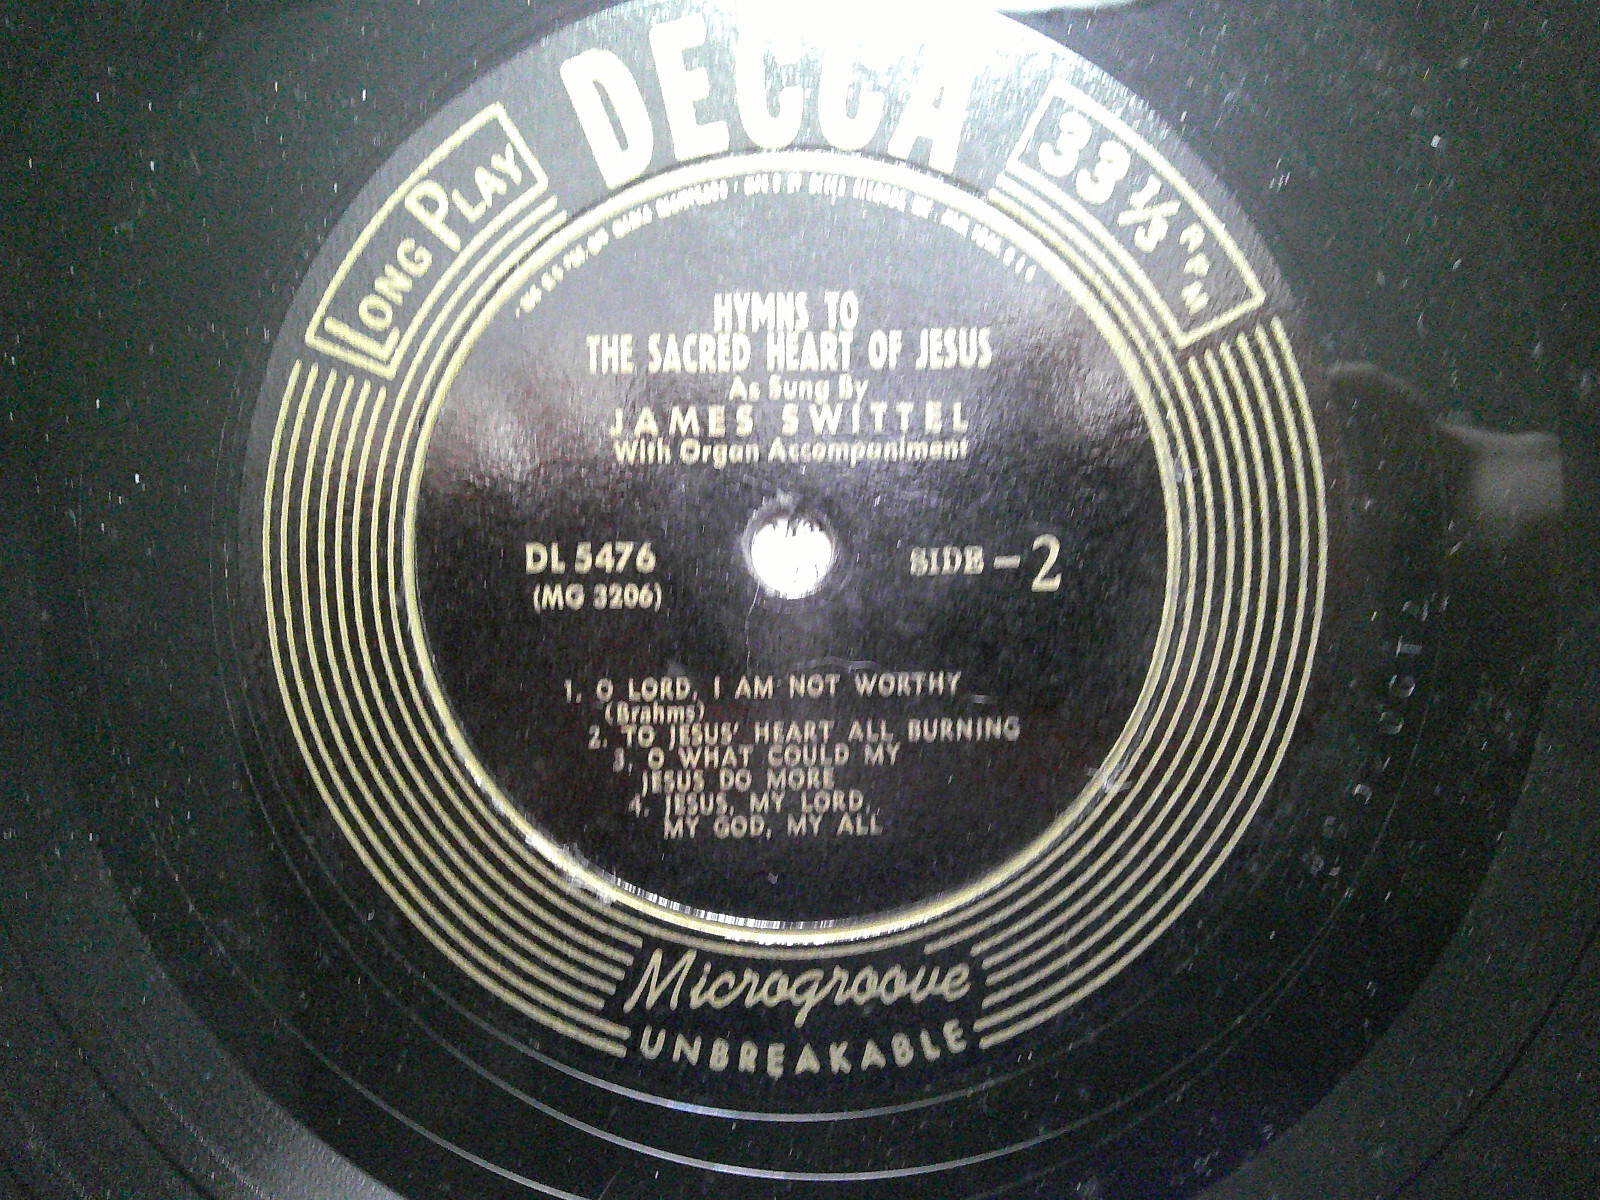 DECCA
LONG PLAY
33 1/3 RPM
HYMNS TO
THE SACRED HEART OF JESUS
As Sung By
JAMES SWITTEL
With Organ Accompaniment
DL 5476
(MG 3206)
SIDE - 2
1. O LORD, I AM NOT WORTHY
(Brahms)
2. TO JESUS' HEART ALL BURNING
3. O WHAT COULD MY
JESUS DO MORE
4. JESUS, MY LORD,
MY GOD, MY ALL
Microgroove
UNBREAKABLE